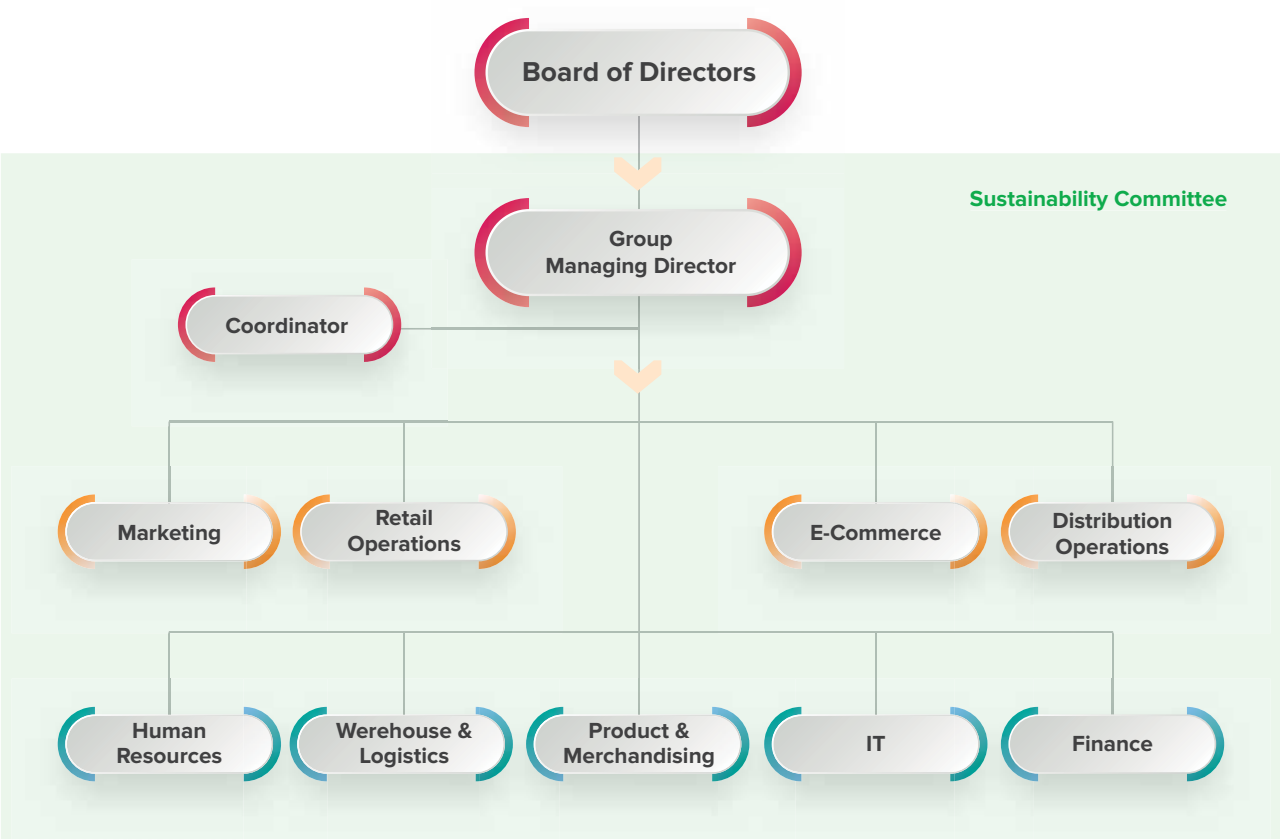 Board of Directors
Sustainability Committee
Group
Managing Director
Coordinator
Marketing
Retail
Operations
E-Commerce
Distribution
Operations
Human
Resources
Werehouse &
Logistics
Product &
Merchandising
IT
Finance